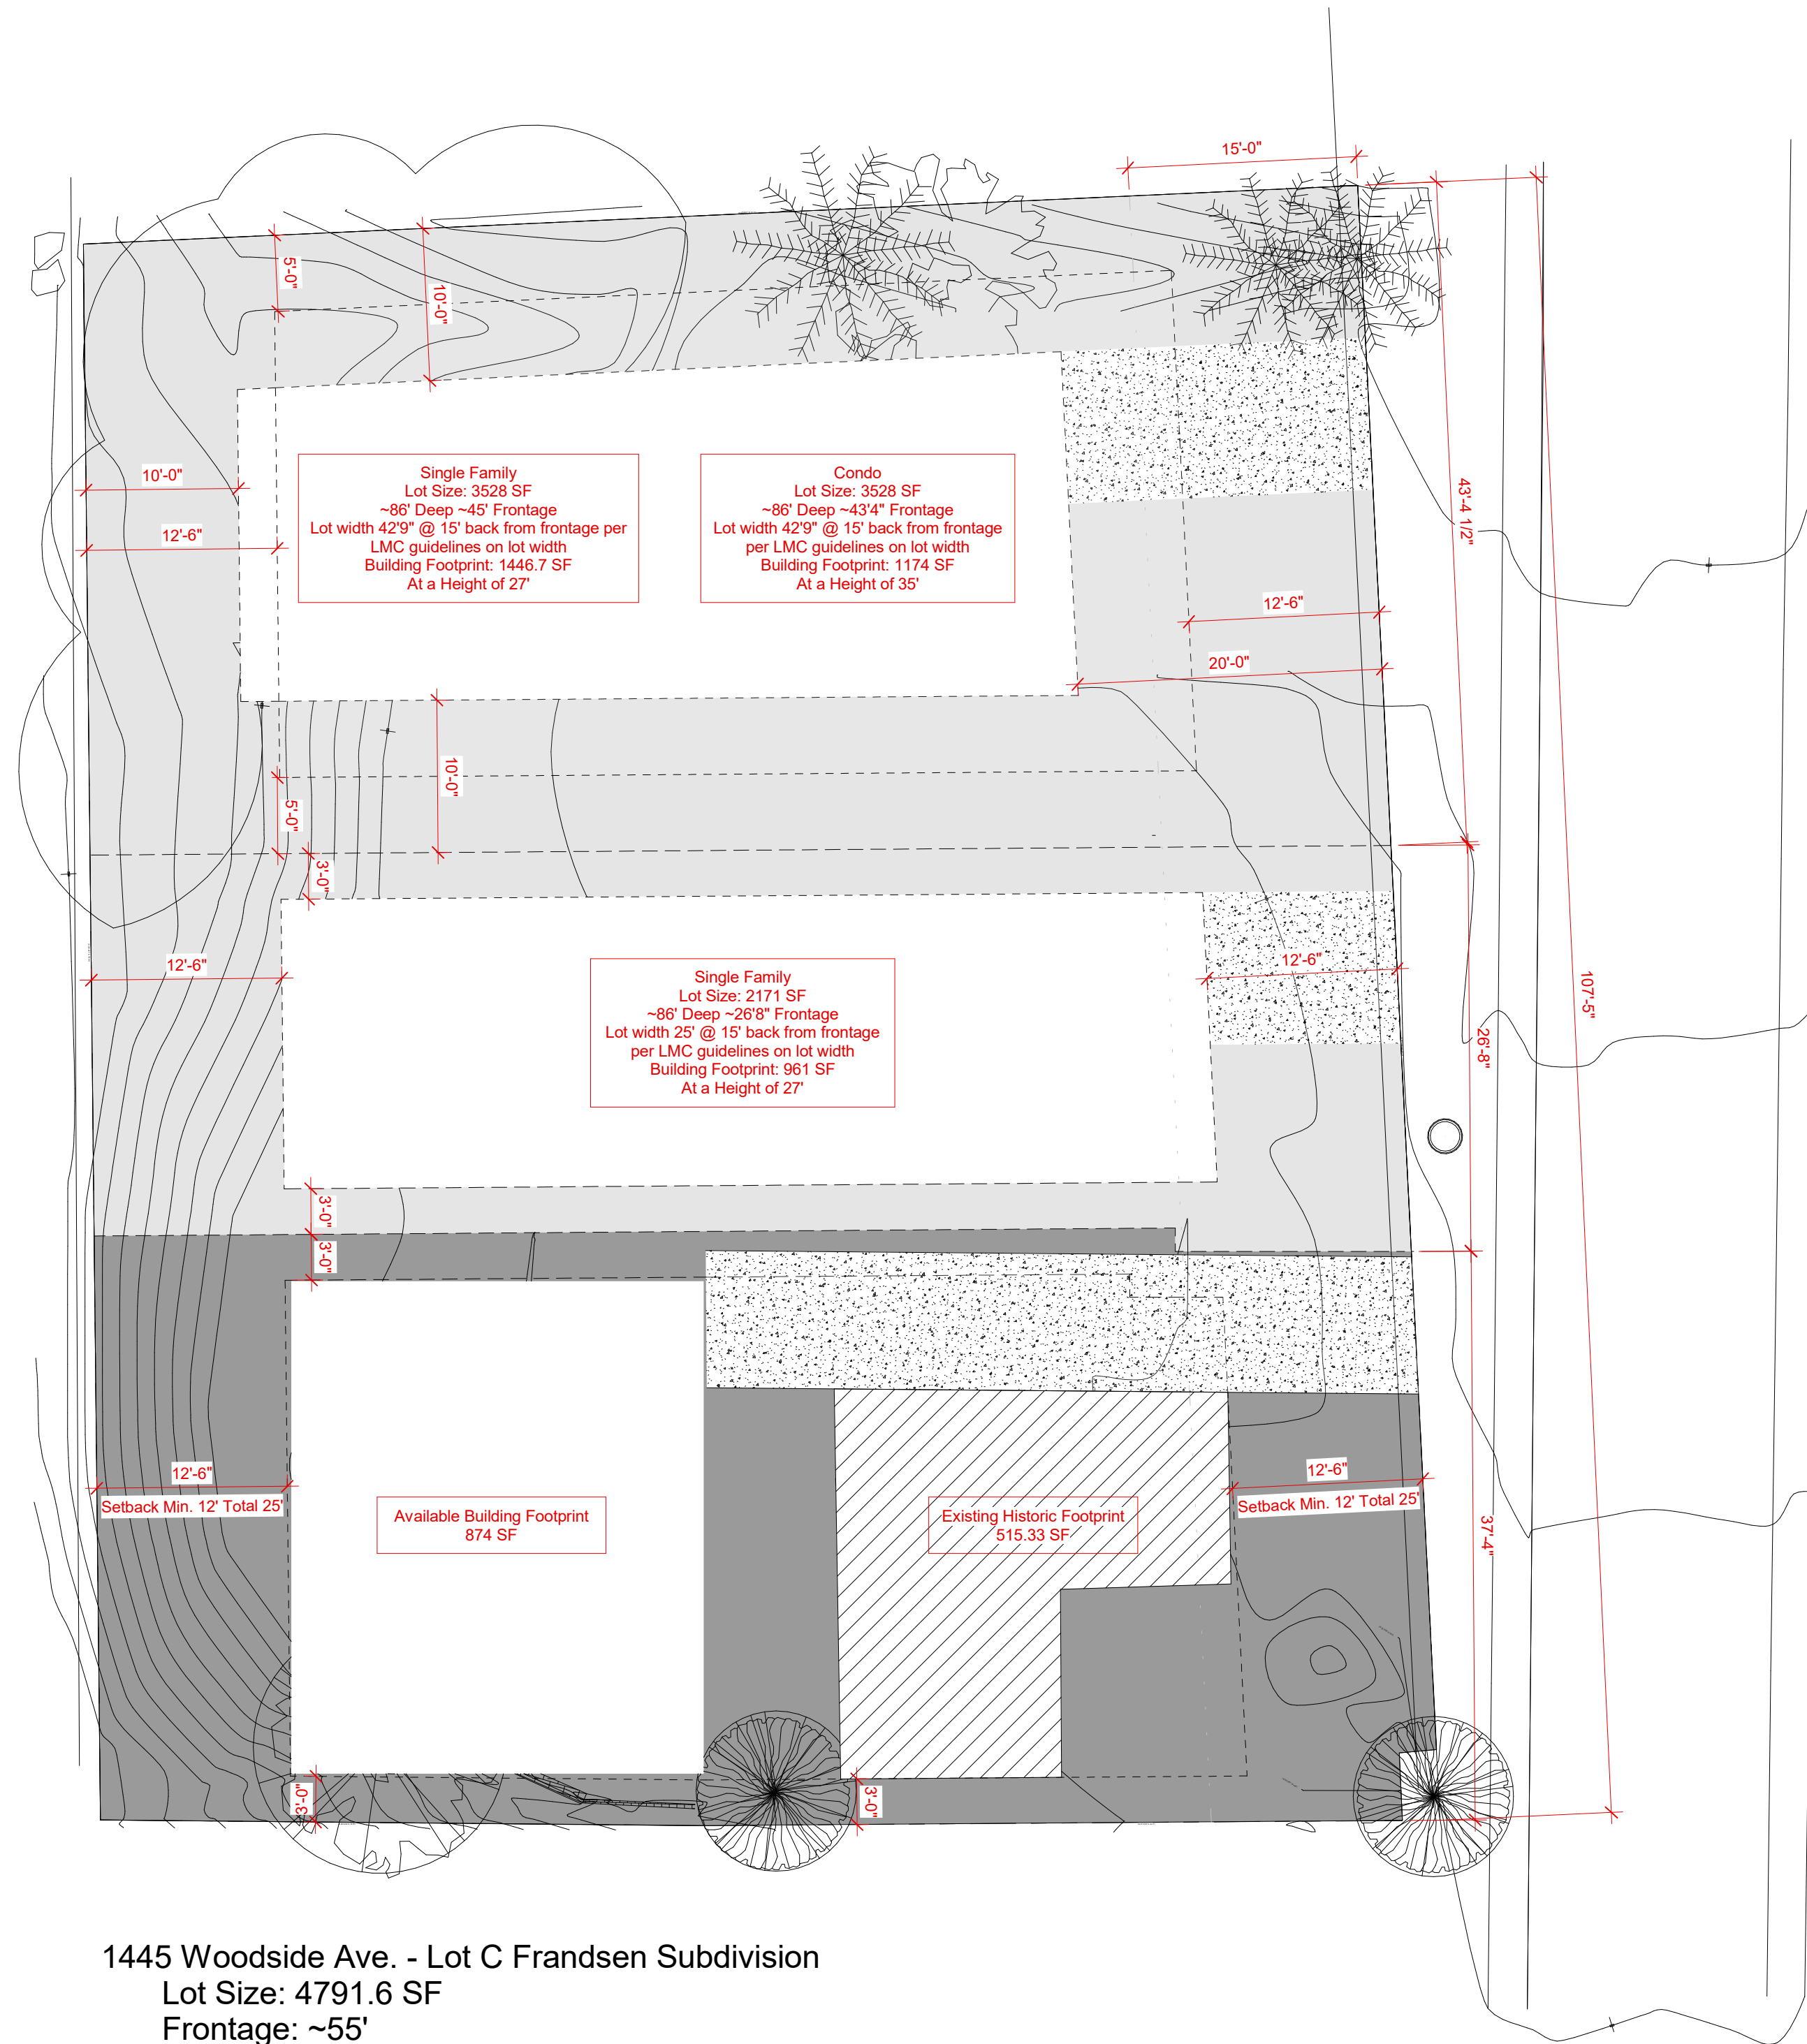 15'-0"
5'-0"
10'-0"
10'-0"
12'-6"
Single Family
Lot Size: 3528 SF
~86' Deep ~45' Frontage
Lot width 42'9" @ 15' back from frontage per
LMC guidelines on lot width
Building Footprint: 1446.7 SF
At a Height of 27'
Condo
Lot Size: 3528 SF
~86' Deep ~43'4" Frontage
Lot width 42'9" @ 15' back from frontage
per LMC guidelines on lot width
Building Footprint: 1174 SF
At a Height of 35'
43'-4 1/2"
12'-6"
20'-0"
10'-0"
5'-0"
3'-0"
12'-6"
Single Family
Lot Size: 2171 SF
~86' Deep ~26'8" Frontage
Lot width 25' @ 15' back from frontage
per LMC guidelines on lot width
Building Footprint: 961 SF
At a Height of 27'
12'-6"
107'-5"
26'-8"
3'-0"
3'-0"
12'-6"
Setback Min. 12' Total 25'
Available Building Footprint
874 SF
Existing Historic Footprint
515.33 SF
12'-6"
Setback Min. 12' Total 25'
37'-4"
3'-0"
3'-0"
1445 Woodside Ave. - Lot C Frandsen Subdivision
Lot Size: 4791.6 SF
Frontage: ~55'